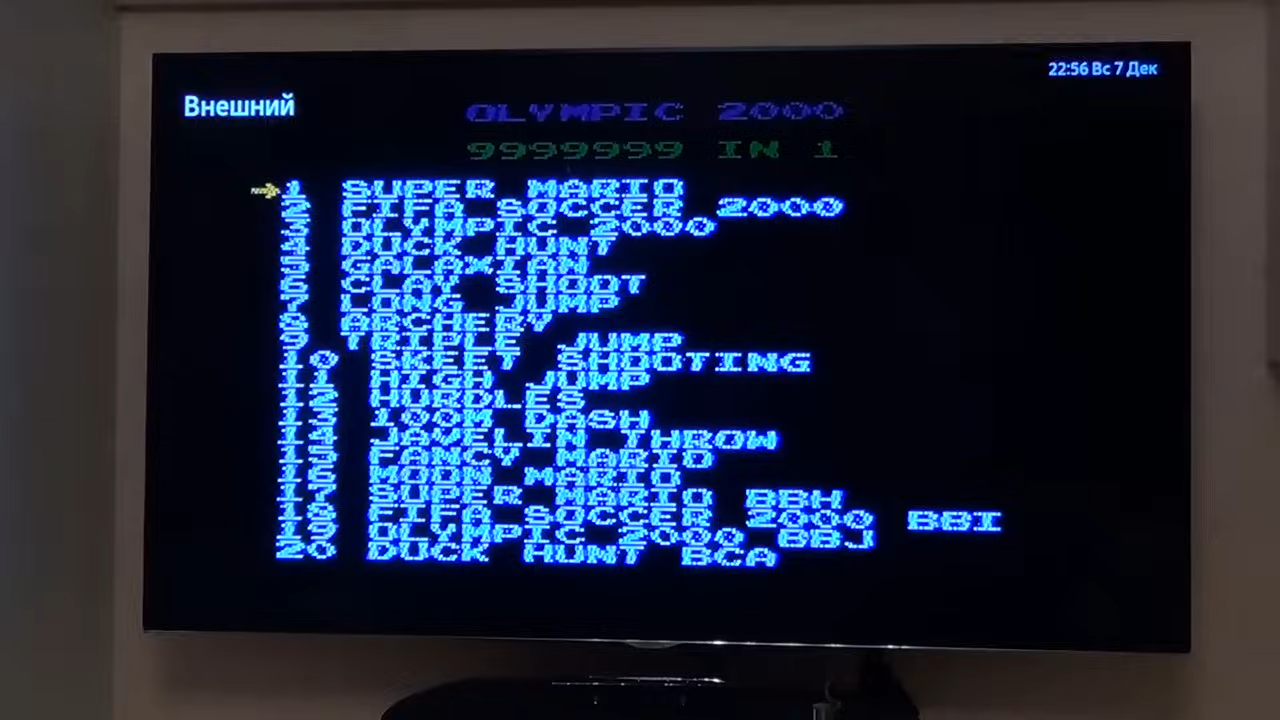 22:56 Вс 7 Дек
Внешний
OLYMPIC 2000
9999999 IN 1
1 SUPER MARIO
2 FIFA SOCCER 2000
3 OLYMPIC 2000
4 DUCK HUNT
5 GALAXIAN
6 CLAY SHOOT
7 LONG JUMP
8 ARCHERY
9 TRIPLE JUMP
10 SKEET SHOOTING
11 HIGH JUMP
12 HURDLES
13 100M DASH
14 JAVELIN THROW
15 FANCY MARIO
16 MOON MARIO
17 SUPER MARIO BBH
18 FIFA SOCCER 2000 BBI
19 OLYMPIC 2000 BBJ
20 DUCK HUNT BCA